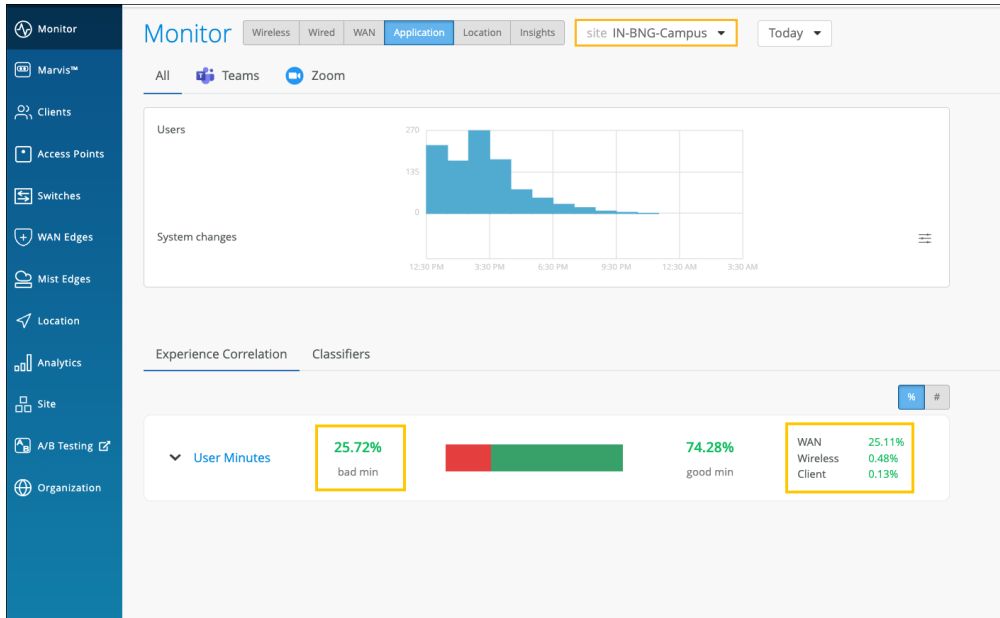 Monitor
Marvis™
Clients
Access Points
Switches
WAN Edges
Mist Edges
Location
Analytics
Site
A/B Testing
Organization
Monitor
Wireless Wired WAN Application Location Insights
site IN-BNG-Campus
Today
All Teams Zoom
Users
270
135
0
System changes
12:30 PM 3:30 PM 6:30 PM 9:30 PM 12:30 AM 3:30 AM
Experience Correlation Classifiers
% #
User Minutes
25.72%
bad min
74.28%
good min
WAN 25.11%
Wireless 0.48%
Client 0.13%